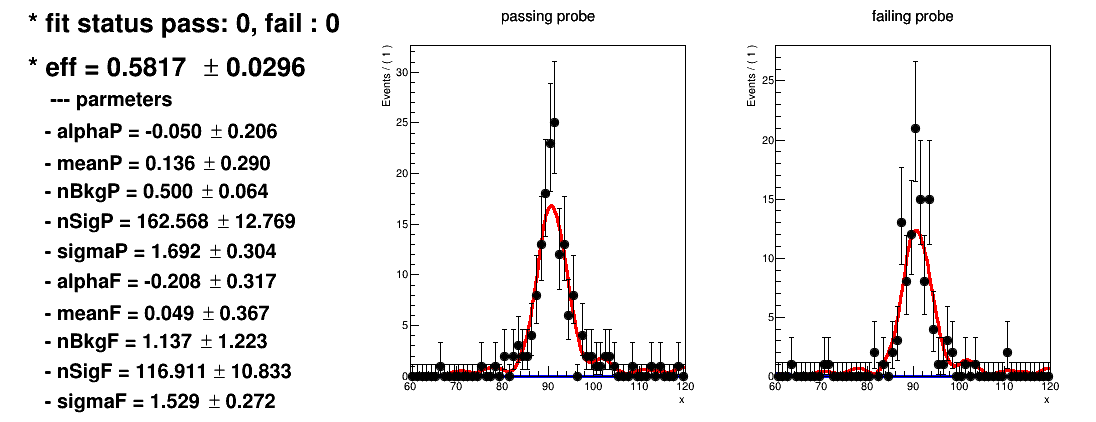 * fit status pass: 0, fail : 0
* eff = 0.5817 ± 0.0296
--- parmeters
- alphaP = -0.050 ± 0.206
- meanP = 0.136 ± 0.290
- nBkgP = 0.500 ± 0.064
- nSigP = 162.568 ± 12.769
- sigmaP = 1.692 ± 0.304
- alphaF = -0.208 ± 0.317
- meanF = 0.049 ± 0.367
- nBkgF = 1.137 ± 1.223
- nSigF = 116.911 ± 10.833
- sigmaF = 1.529 ± 0.272
passing probe
Events / ( 1 )
30
25
20
15
10
5
0
60 70 80 90 100 110 120
x
failing probe
Events / ( 1 )
25
20
15
10
5
0
60 70 80 90 100 110 120
x